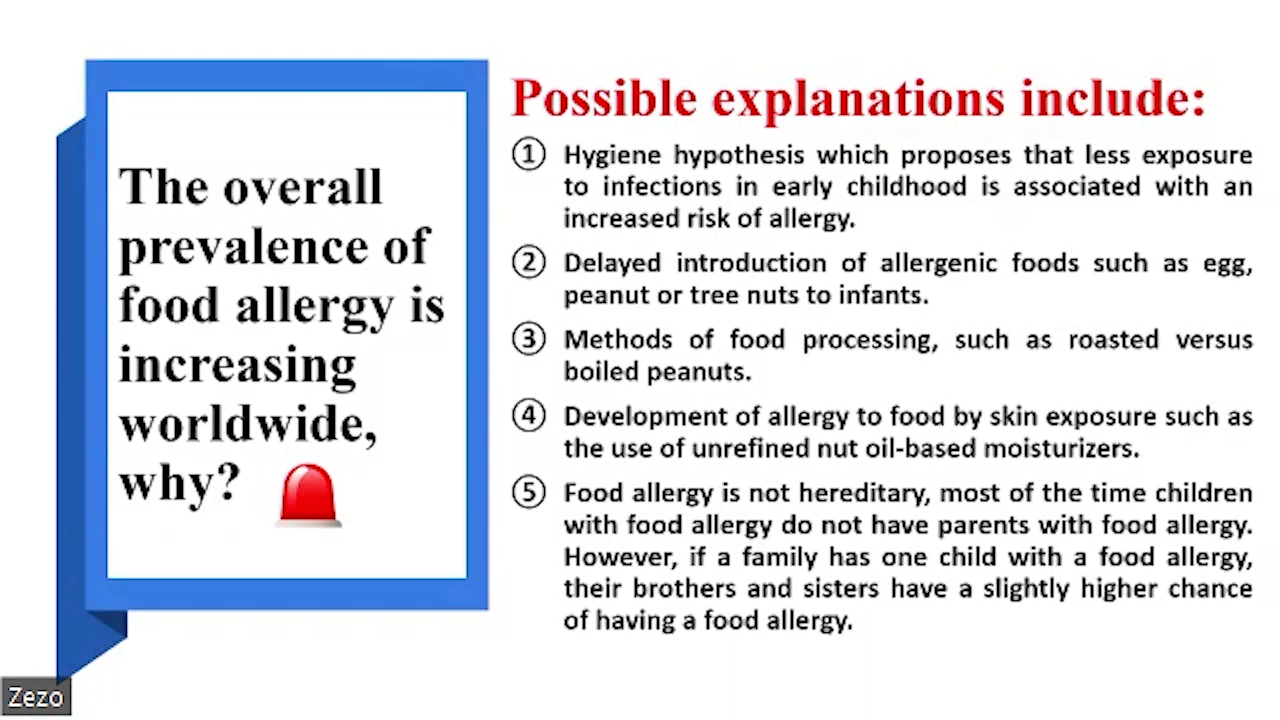 The overall
prevalence of
food allergy is
increasing
worldwide,
why?
Possible explanations include:
① Hygiene hypothesis which proposes that less exposure
to infections in early childhood is associated with an
increased risk of allergy.
② Delayed introduction of allergenic foods such as egg,
peanut or tree nuts to infants.
③ Methods of food processing, such as roasted versus
boiled peanuts.
④ Development of allergy to food by skin exposure such as
the use of unrefined nut oil-based moisturizers.
⑤ Food allergy is not hereditary, most of the time children
with food allergy do not have parents with food allergy.
However, if a family has one child with a food allergy,
their brothers and sisters have a slightly higher chance
of having a food allergy.
Zezo